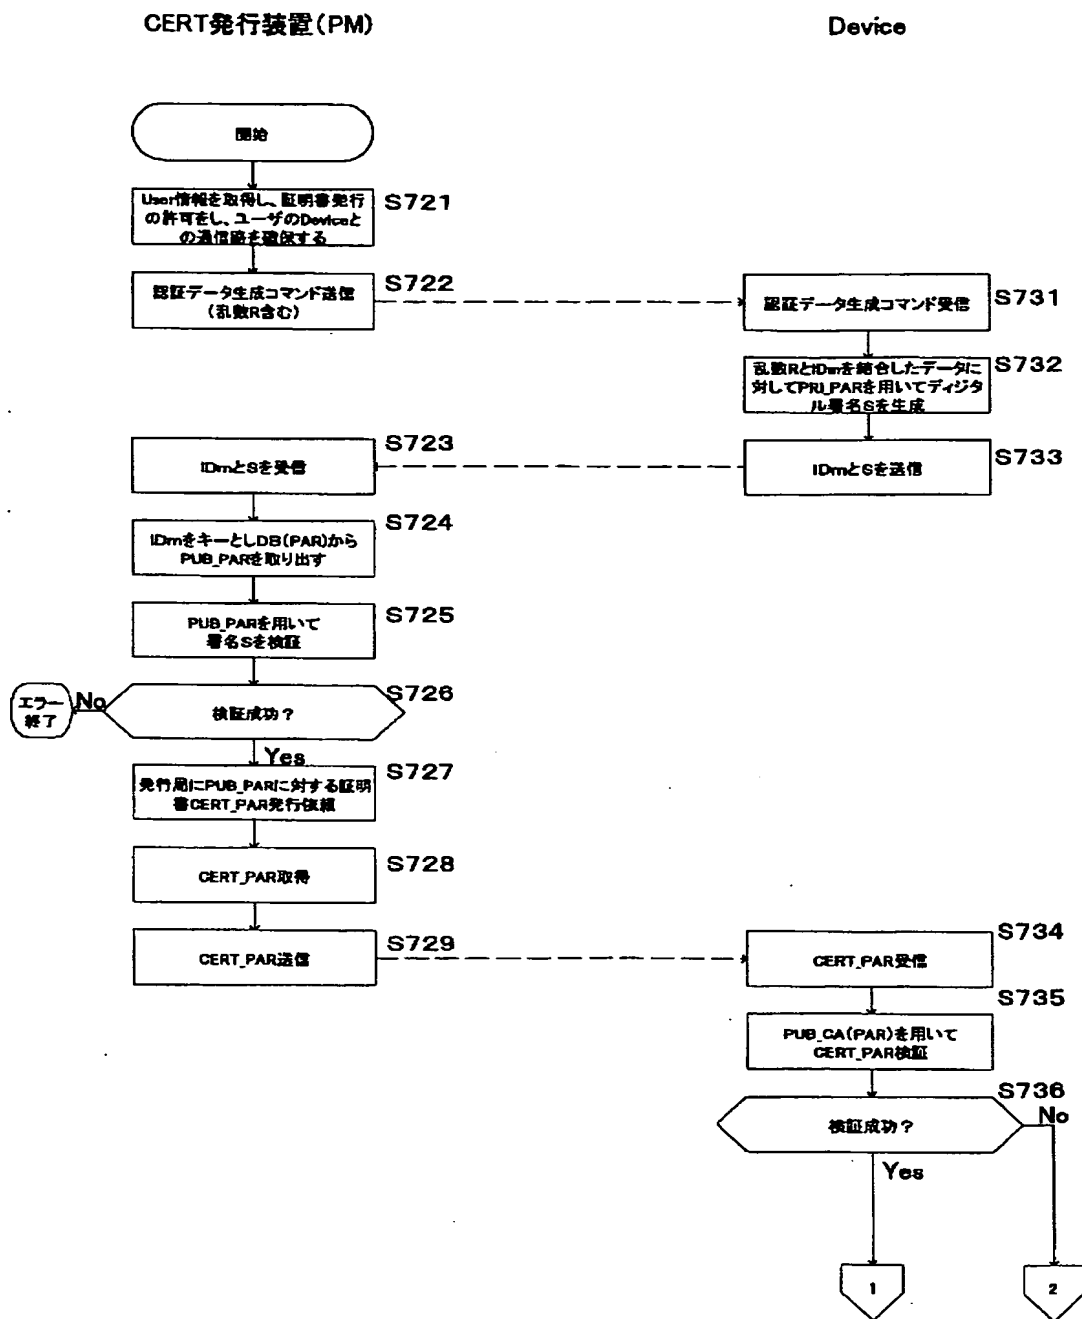 CERT発行装置(PM)
Device
開始
User情報を取得し、証明書発行
の許可をし、ユーザのDeviceと
の通信路を確保する
S721
認証データ生成コマンド送信
(乱数R含む)
S722
認証データ生成コマンド受信
S731
乱数RとIDmを結合したデータに
対してPRI_PARを用いてディジタ
ル署名Sを生成
S732
IDmとSを受信
S723
IDmとSを送信
S733
IDmをキーとしDB(PAR)から
PUB_PARを取り出す
S724
PUB_PARを用いて
署名Sを検証
S725
検証成功?
S726
No
エラー
終了
Yes
発行局にPUB_PARに対する証明
書CERT_PAR発行依頼
S727
CERT_PAR取得
S728
CERT_PAR送信
S729
CERT_PAR受信
S734
PUB_CA(PAR)を用いて
CERT_PAR検証
S735
検証成功?
S736
No
Yes
1
2